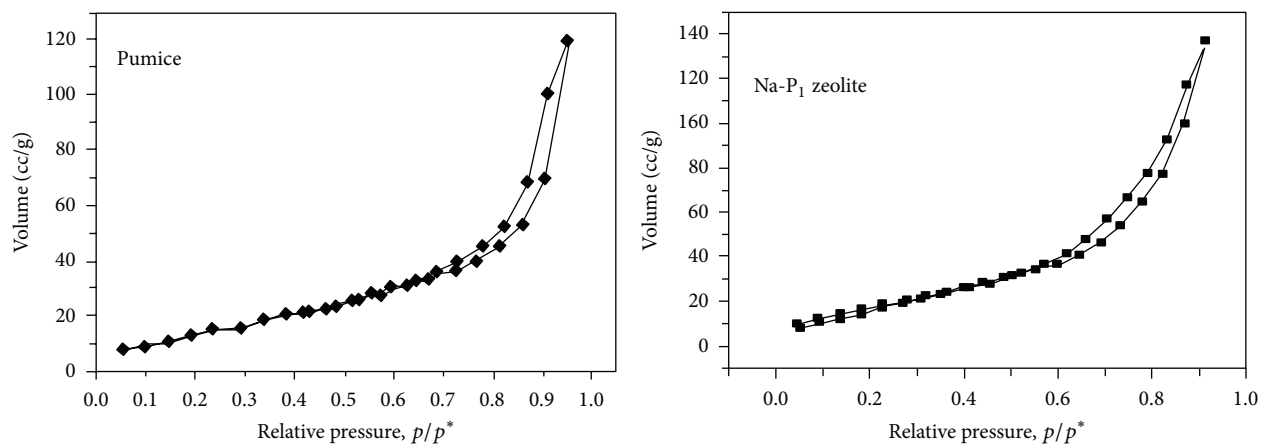 120
100
80
60
40
20
0
Volume (cc/g)
Pumice
0.0 0.1 0.2 0.3 0.4 0.5 0.6 0.7 0.8 0.9 1.0
Relative pressure, p/p*
140
120
160
80
60
40
20
0
Volume (cc/g)
Na-P₁ zeolite
0.0 0.2 0.4 0.6 0.8 1.0
Relative pressure, p/p*